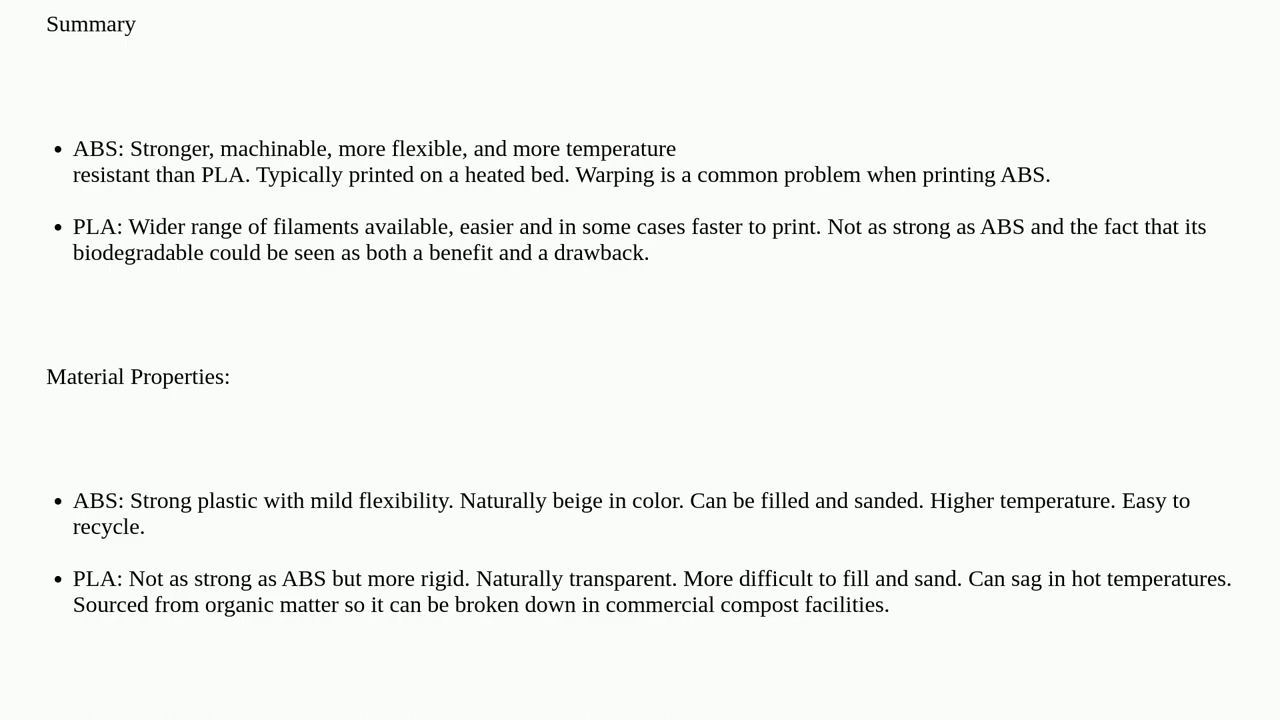 Summary
• ABS: Stronger, machinable, more flexible, and more temperature
resistant than PLA. Typically printed on a heated bed. Warping is a common problem when printing ABS.
• PLA: Wider range of filaments available, easier and in some cases faster to print. Not as strong as ABS and the fact that its
biodegradable could be seen as both a benefit and a drawback.
Material Properties:
• ABS: Strong plastic with mild flexibility. Naturally beige in color. Can be filled and sanded. Higher temperature. Easy to
recycle.
• PLA: Not as strong as ABS but more rigid. Naturally transparent. More difficult to fill and sand. Can sag in hot temperatures.
Sourced from organic matter so it can be broken down in commercial compost facilities.